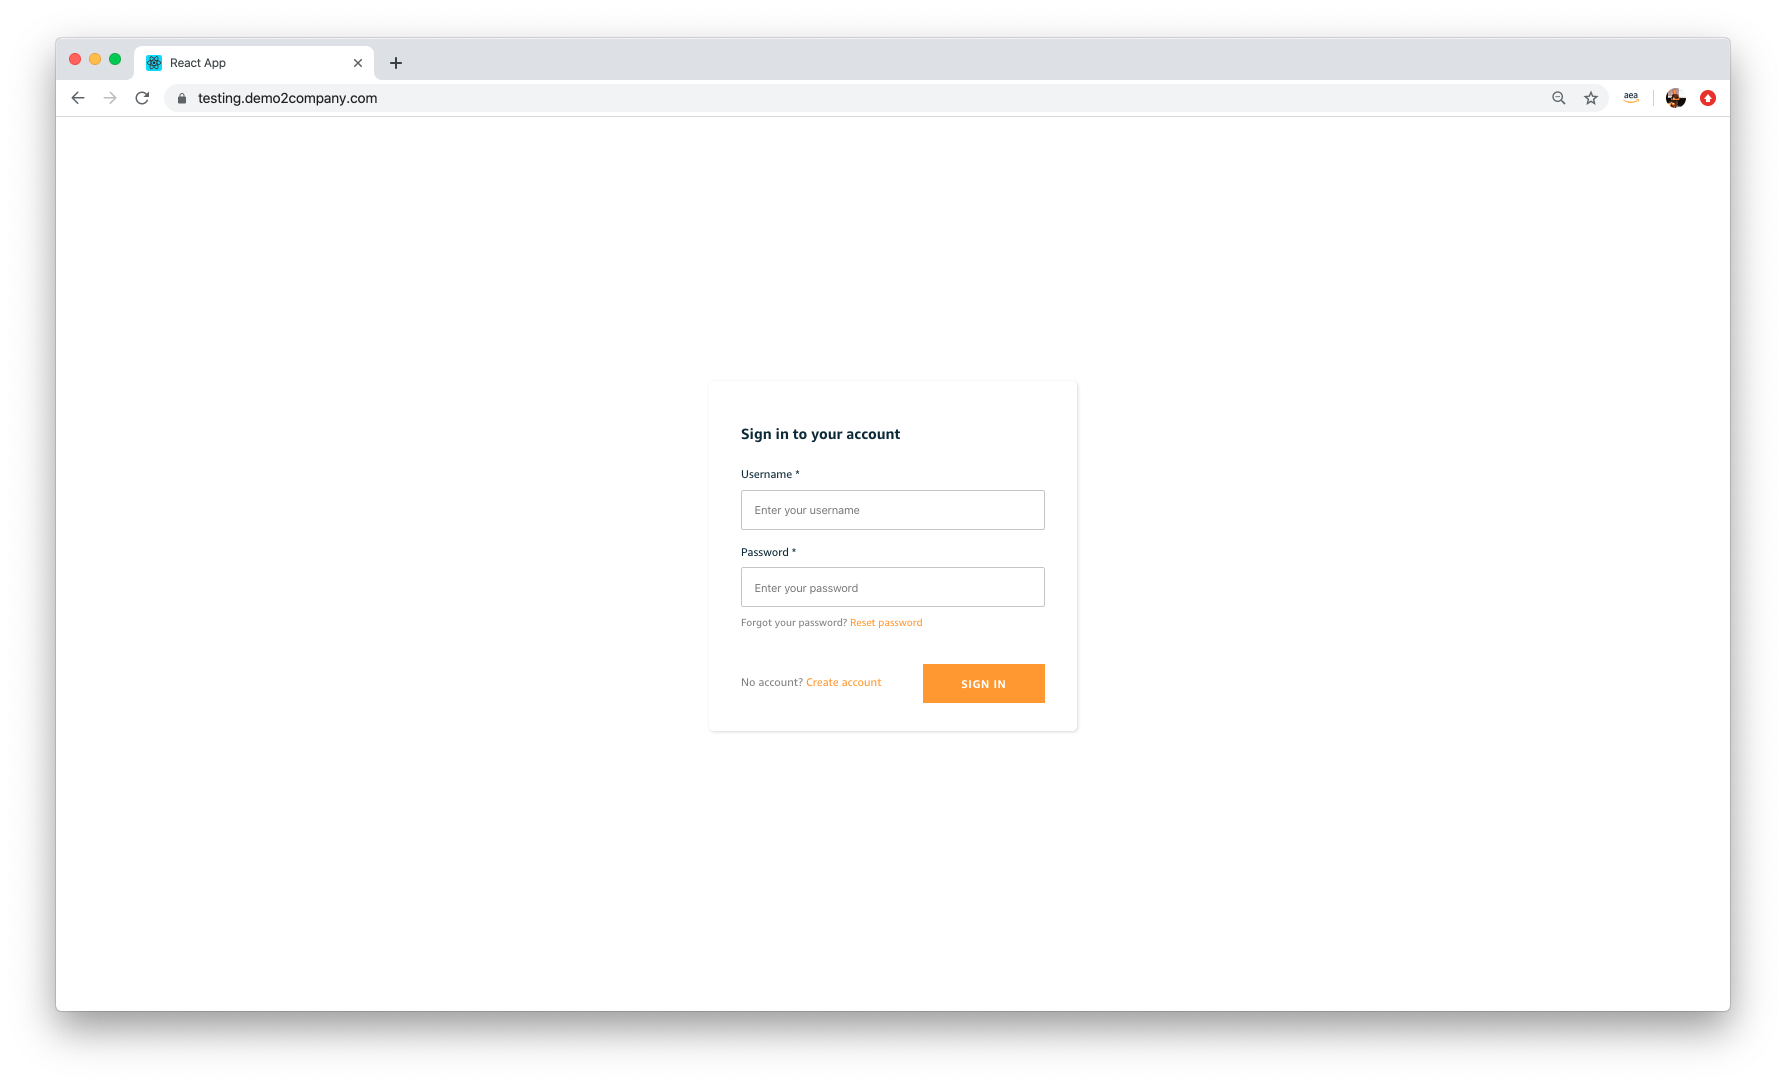 React App
testing.demo2company.com
aea
Sign in to your account
Username *
Enter your username
Password *
Enter your password
Forgot your password? Reset password
No account? Create account
SIGN IN